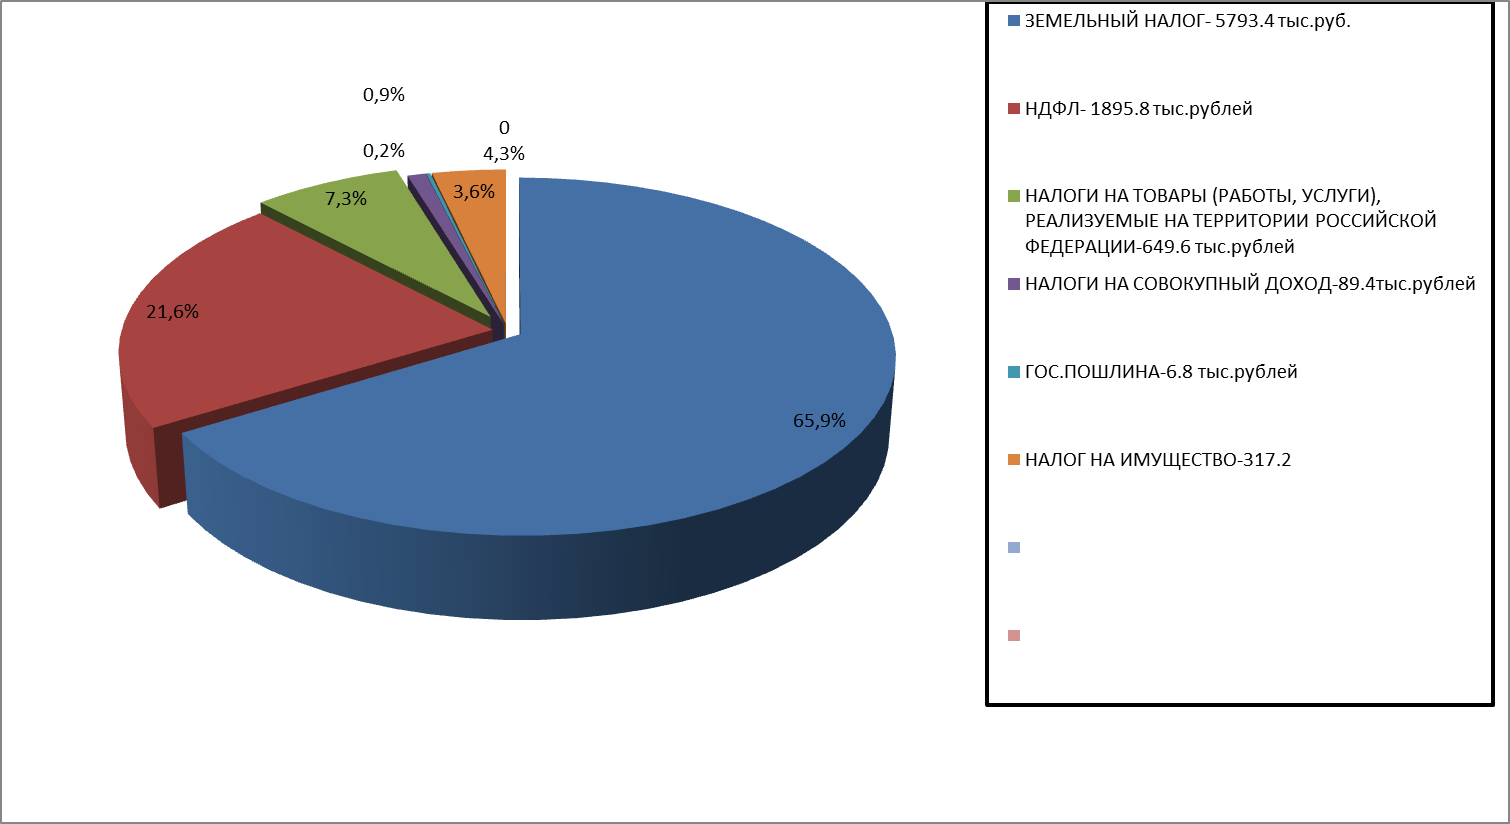 0,9%
0
0,2%
4,3%
7,3%
3,6%
21,6%
65,9%
ЗЕМЕЛЬНЫЙ НАЛОГ- 5793.4 тыс.руб.
НДФЛ- 1895.8 тыс.рублей
НАЛОГИ НА ТОВАРЫ (РАБОТЫ, УСЛУГИ),
РЕАЛИЗУЕМЫЕ НА ТЕРРИТОРИИ РОССИЙСКОЙ
ФЕДЕРАЦИИ-649.6 тыс.рублей
НАЛОГИ НА СОВОКУПНЫЙ ДОХОД-89.4тыс.рублей
ГОС.ПОШЛИНА-6.8 тыс.рублей
НАЛОГ НА ИМУЩЕСТВО-317.2